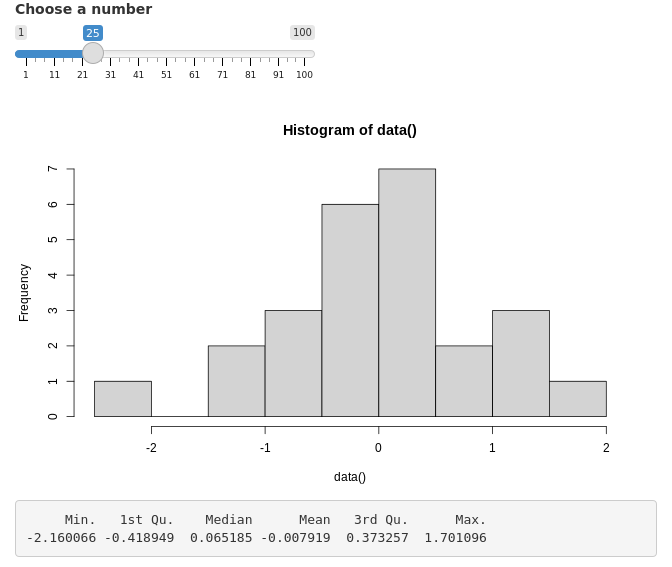 Choose a number
1 25 100
1 11 21 31 41 51 61 71 81 91 100
Histogram of data()
Frequency
7
6
5
4
3
2
1
0
-2 -1 0 1 2
data()
Min. 1st Qu. Median Mean 3rd Qu. Max.
-2.160066 -0.418949 0.065185 -0.007919 0.373257 1.701096